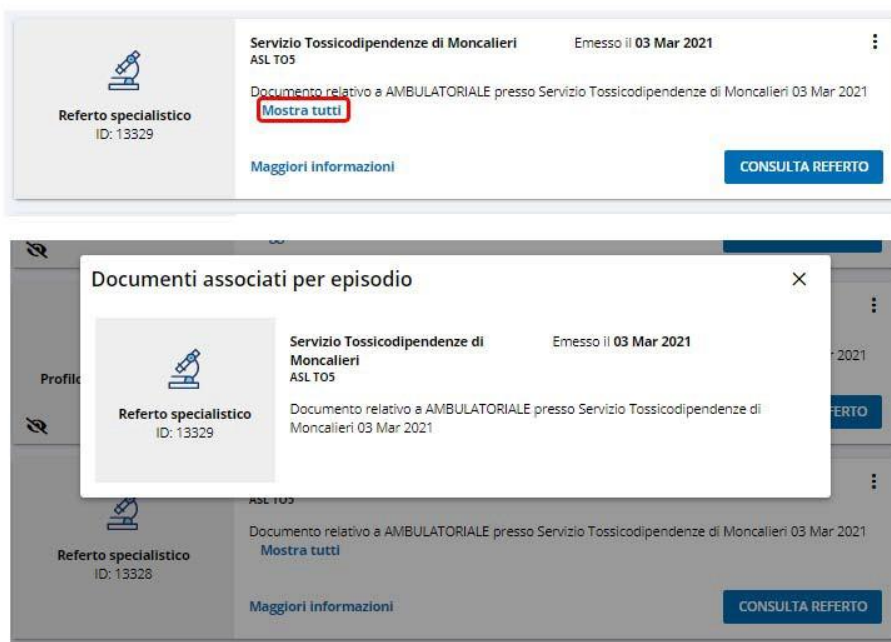 Servizio Tossicodipendenze di Moncalieri
Emesso il 03 Mar 2021
ASL TO5
Documento relativo a AMBULATORIALE presso Servizio Tossicodipendenze di Moncalieri 03 Mar 2021
Mostra tutti
Referto specialistico
ID: 13329
Maggiori informazioni
CONSULTA REFERTO
Documenti associati per episodio
Servizio Tossicodipendenze di
Moncalieri
Emesso il 03 Mar 2021
ASL TO5
Referto specialistico
ID: 13329
Documento relativo a AMBULATORIALE presso Servizio Tossicodipendenze di
Moncalieri 03 Mar 2021
2021
ASL TO5
Documento relativo a AMBULATORIALE presso Servizio Tossicodipendenze di Moncalieri 03 Mar 2021
Mostra tutti
Referto specialistico
ID: 13328
Maggiori informazioni
CONSULTA REFERTO